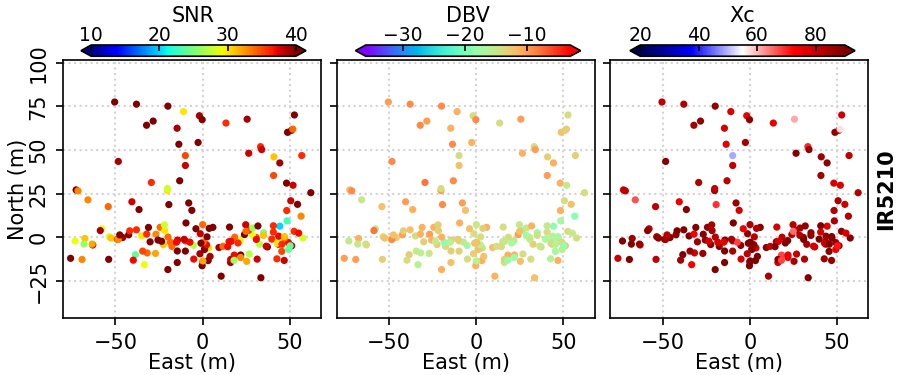 SNR
DBV
Xc
10 20 30 40
−30 −20 −10
20 40 60 80
100
75
50
25
0
−25
North (m)
−50 0 50
−50 0 50
−50 0 50
East (m)
East (m)
East (m)
IR5210